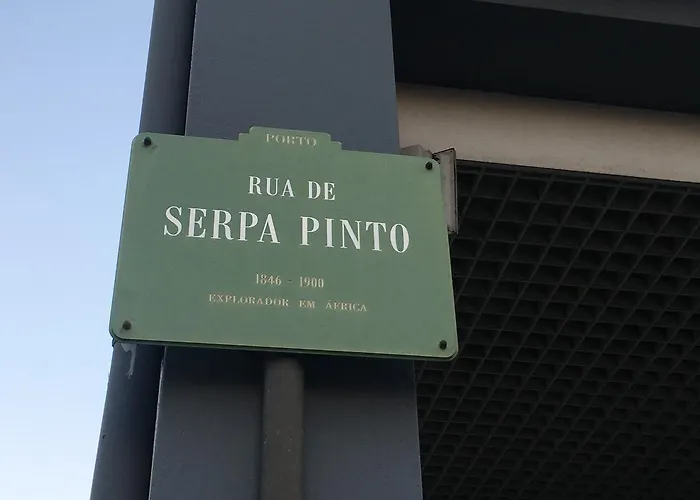 PORTO
RUA DE
SERPA PINTO
1846 - 1900
EXPLORADOR EM ÁFRICA